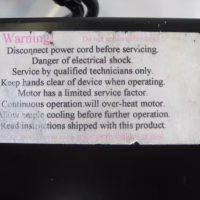 Warning!
Disconnect power cord before servicing.
Danger of electrical shock.
Service by qualified technicians only.
Keep hands clear of device when operating.
Motor has a limited service factor.
Continuous operation will over-heat motor.
Allow ample cooling before further operation.
Read instructions shipped with this product.